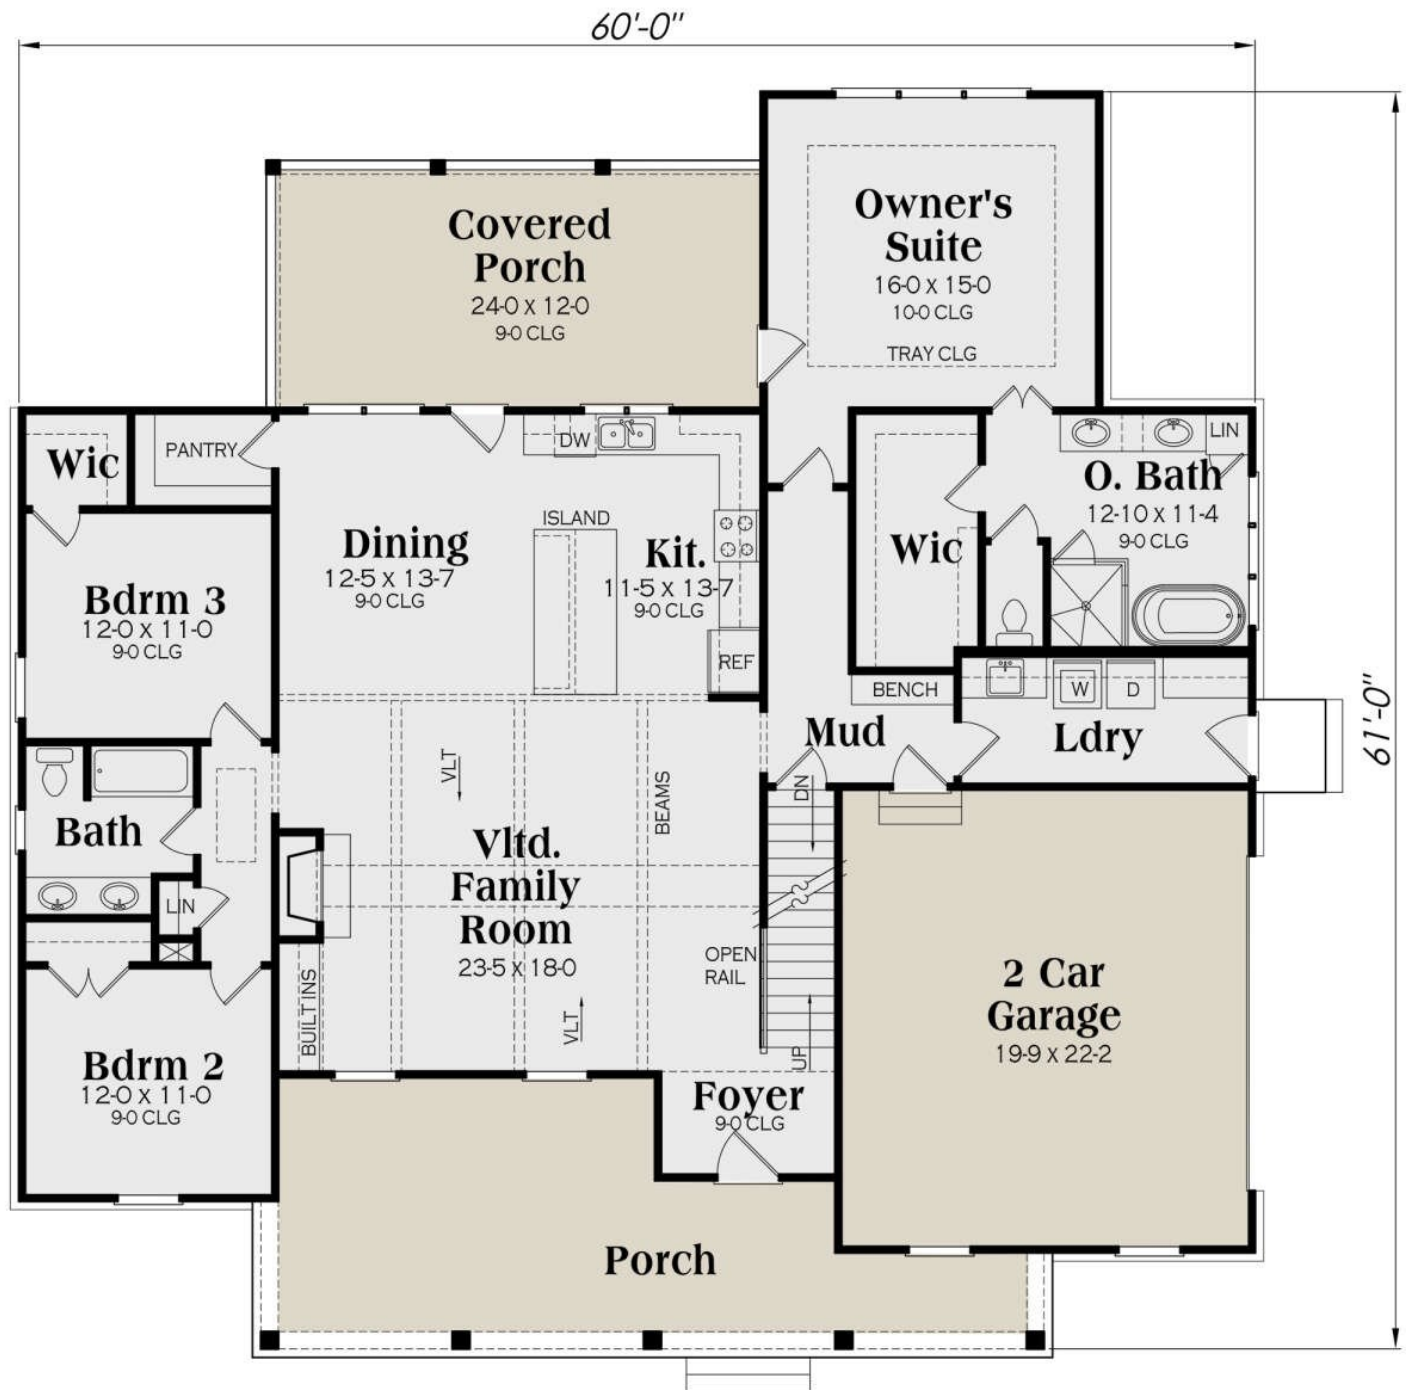 60'-0"
Owner's
Suite
16-0 x 15-0
10-0 CLG
TRAY CLG
Covered
Porch
24-0 x 12-0
9-0 CLG
Wic
PANTRY
DW
LIN
O. Bath
12-10 x 11-4
9-0 CLG
ISLAND
Dining
12-5 x 13-7
9-0 CLG
Kit.
11-5 x 13-7
9-0 CLG
Wic
Bdrm 3
12-0 x 11-0
9-0 CLG
REF
BENCH
W
D
Mud
Ldry
61'-0"
VLT
BEAMS
DN
Bath
Vltd.
Family
Room
23-5 x 18-0
LIN
OPEN
RAIL
BUILT INS
VLT
UP
2 Car
Garage
19-9 x 22-2
Bdrm 2
12-0 x 11-0
9-0 CLG
Foyer
9-0 CLG
Porch